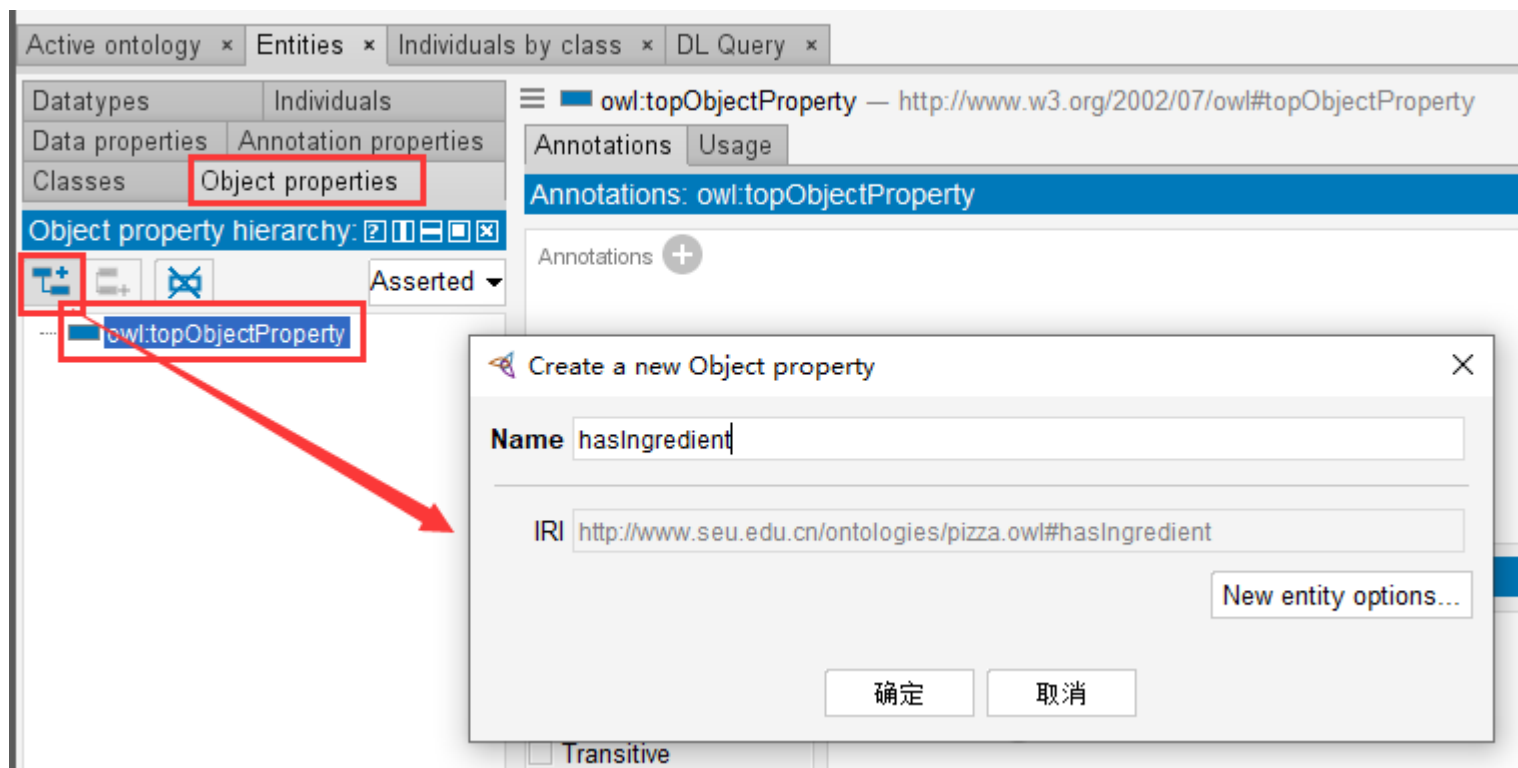 Active ontology × Entities × Individuals by class × DL Query ×
Datatypes Individuals
Data properties Annotation properties
Classes Object properties
owl:topObjectProperty — http://www.w3.org/2002/07/owl#topObjectProperty
Annotations Usage
Object property hierarchy:
Annotations: owl:topObjectProperty
Asserted
Annotations
owl:topObjectProperty
Create a new Object property
Name hasIngredient
IRI http://www.seu.edu.cn/ontologies/pizza.owl#hasIngredient
New entity options...
确定 取消
Transitive